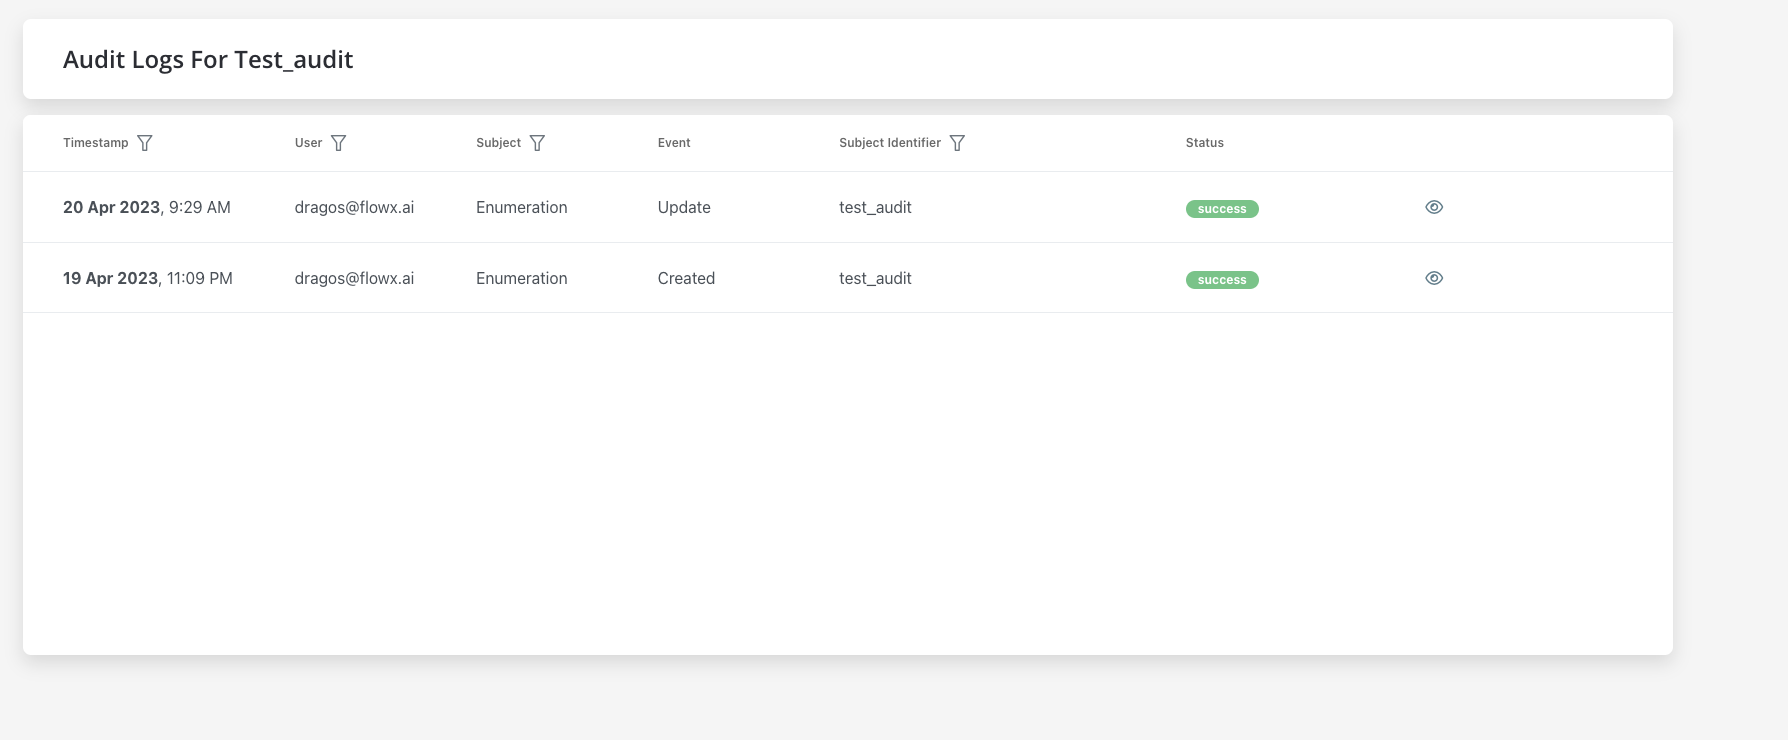 Audit Logs For Test_audit
Timestamp User Subject Event Subject Identifier Status
20 Apr 2023, 9:29 AM dragos@flowx.ai Enumeration Update test_audit success
19 Apr 2023, 11:09 PM dragos@flowx.ai Enumeration Created test_audit success